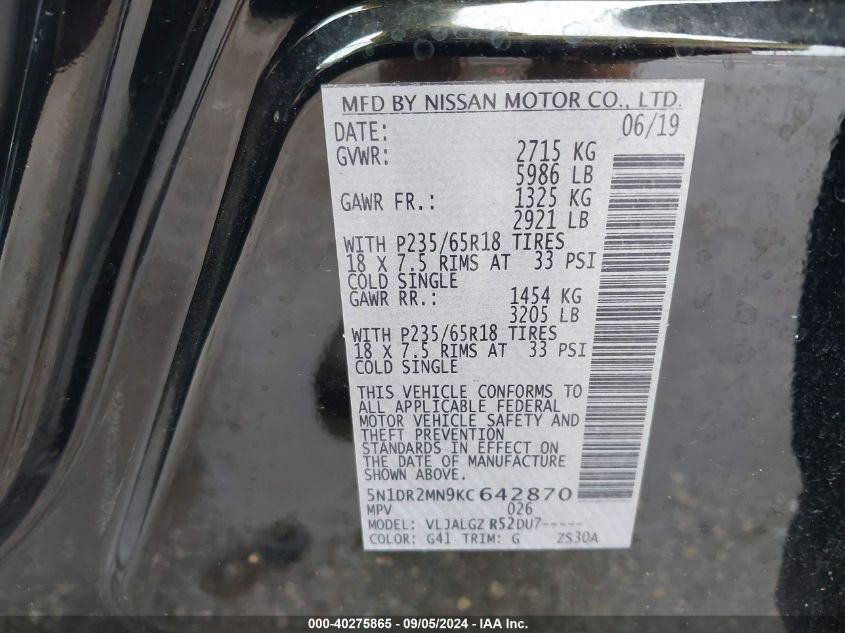 MFD BY NISSAN MOTOR CO., LTD.
DATE: 06/19
GVWR: 2715 KG
5986 LB
GAWR FR.: 1325 KG
2921 LB
WITH P235/65R18 TIRES
18 X 7.5 RIMS AT 33 PSI
COLD SINGLE
GAWR RR.: 1454 KG
3205 LB
WITH P235/65R18 TIRES
18 X 7.5 RIMS AT 33 PSI
COLD SINGLE
THIS VEHICLE CONFORMS TO
ALL APPLICABLE FEDERAL
MOTOR VEHICLE SAFETY AND
THEFT PREVENTION
STANDARDS IN EFFECT ON
THE DATE OF MANUFACTURE
SHOWN ABOVE.
5N1DR2MN9KC642870
MPV 026
MODEL: VLJALGZ R52DU7-----
COLOR: G41 TRIM: G ZS30A
000-40275865 - 09/05/2024 - IAA Inc.